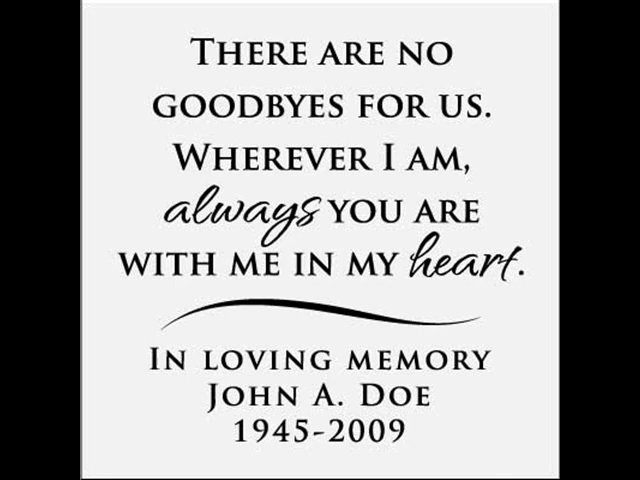 THERE ARE NO
GOODBYES FOR US.
WHEREVER I AM,
always YOU ARE
WITH ME IN MY heart.
IN LOVING MEMORY
JOHN A. DOE
1945-2009